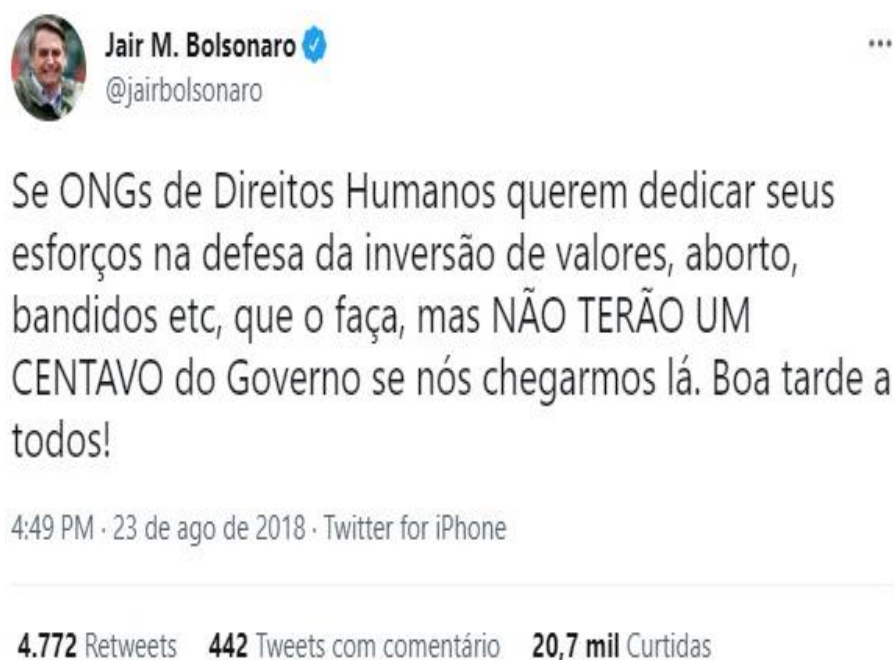 Jair M. Bolsonaro
@jairbolsonaro
Se ONGs de Direitos Humanos querem dedicar seus
esforços na defesa da inversão de valores, aborto,
bandidos etc, que o faça, mas NÃO TERÃO UM
CENTAVO do Governo se nós chegarmos lá. Boa tarde a
todos!
4:49 PM · 23 de ago de 2018 · Twitter for iPhone
4.772 Retweets 442 Tweets com comentário 20,7 mil Curtidas